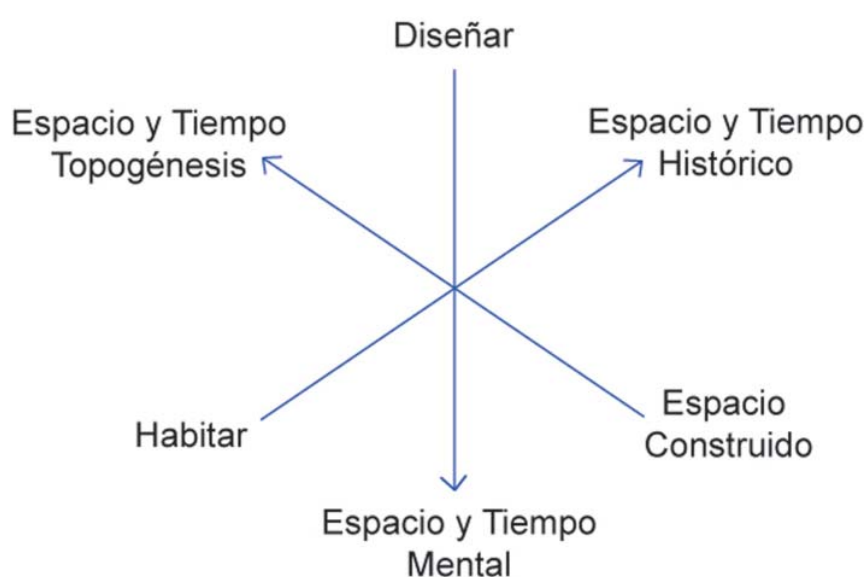 Diseñar
Espacio y Tiempo
Topogénesis
Espacio y Tiempo
Histórico
Habitar
Espacio
Construido
Espacio y Tiempo
Mental